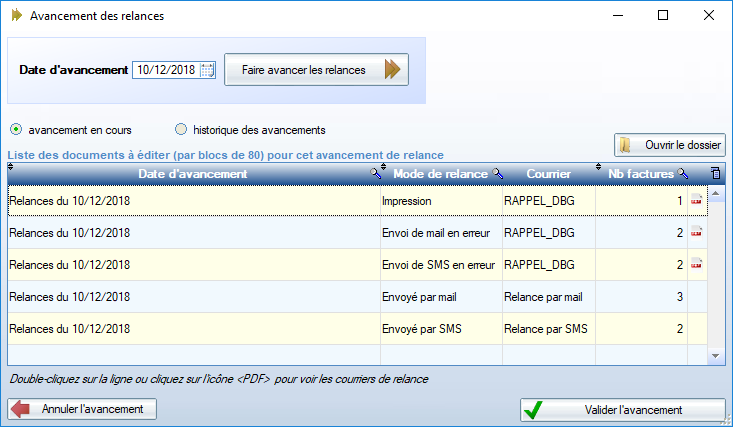 Avancement des relances
Date d'avancement 10/12/2018 Faire avancer les relances
avancement en cours historique des avancements
Ouvrir le dossier
Liste des documents à éditer (par blocs de 80) pour cet avancement de relance
Date d'avancement Mode de relance Courrier Nb factures
Relances du 10/12/2018 Impression RAPPEL_DBG 1
Relances du 10/12/2018 Envoi de mail en erreur RAPPEL_DBG 2
Relances du 10/12/2018 Envoi de SMS en erreur RAPPEL_DBG 2
Relances du 10/12/2018 Envoyé par mail Relance par mail 3
Relances du 10/12/2018 Envoyé par SMS Relance par SMS 2
Double-cliquez sur la ligne ou cliquez sur l'icône <PDF> pour voir les courriers de relance
Annuler l'avancement Valider l'avancement